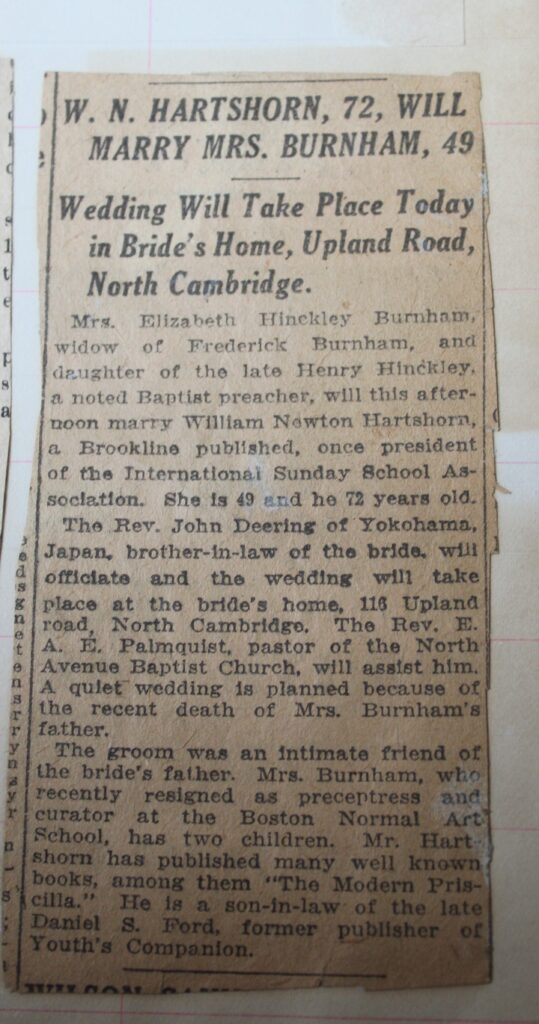 W. N. HARTSHORN, 72, WILL
MARRY MRS. BURNHAM, 49
Wedding Will Take Place Today
in Bride's Home, Upland Road,
North Cambridge.
Mrs. Elizabeth Hinckley Burnham,
widow of Frederick Burnham, and
daughter of the late Henry Hinckley,
a noted Baptist preacher, will this after-
noon marry William Newton Hartshorn,
a Brookline published, once president
of the International Sunday School As-
sociation. She is 49 and he 72 years old.
The Rev. John Deering of Yokohama,
Japan, brother-in-law of the bride, will
officiate and the wedding will take
place at the bride's home, 116 Upland
road, North Cambridge. The Rev. E.
A. E. Palmquist, pastor of the North
Avenue Baptist Church, will assist him.
A quiet wedding is planned because of
the recent death of Mrs. Burnham's
father.
The groom was an intimate friend of
the bride's father. Mrs. Burnham, who
recently resigned as preceptress and
curator at the Boston Normal Art
School, has two children. Mr. Hart-
shorn has published many well known
books, among them "The Modern Pris-
cilla." He is a son-in-law of the late
Daniel S. Ford, former publisher of
Youth's Companion.